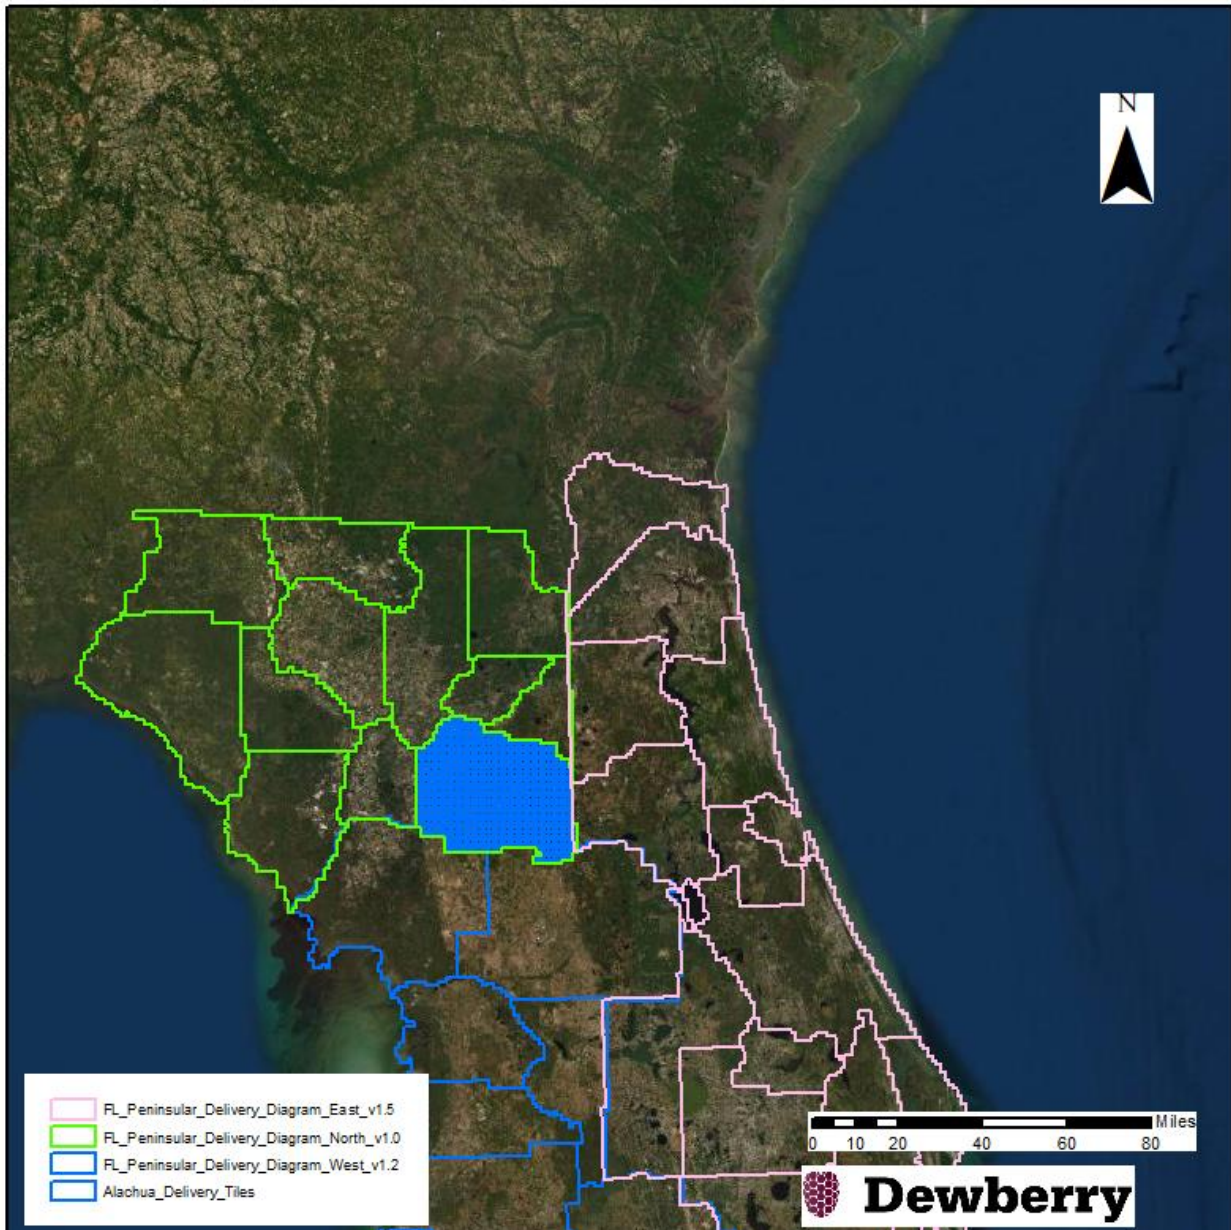 N
FL_Peninsular_Delivery_Diagram_East_v1.5
FL_Peninsular_Delivery_Diagram_North_v1.0
FL_Peninsular_Delivery_Diagram_West_v1.2
Alachua_Delivery_Tiles
Miles
0 10 20 40 60 80
Dewberry